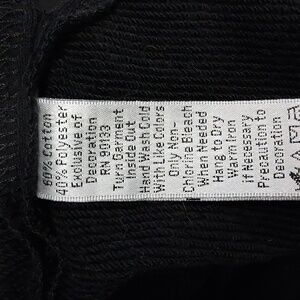 60% Cotton
40% Polyester
Exclusive of
Decoration
RN 90133
Turn Garment
Inside Out
Hand Wash Cold
With Like Colors
Only Non-
Chlorine Bleach
When Needed
Hang to Dry
Warm Iron
if Necessary
Precaution to
Decoration